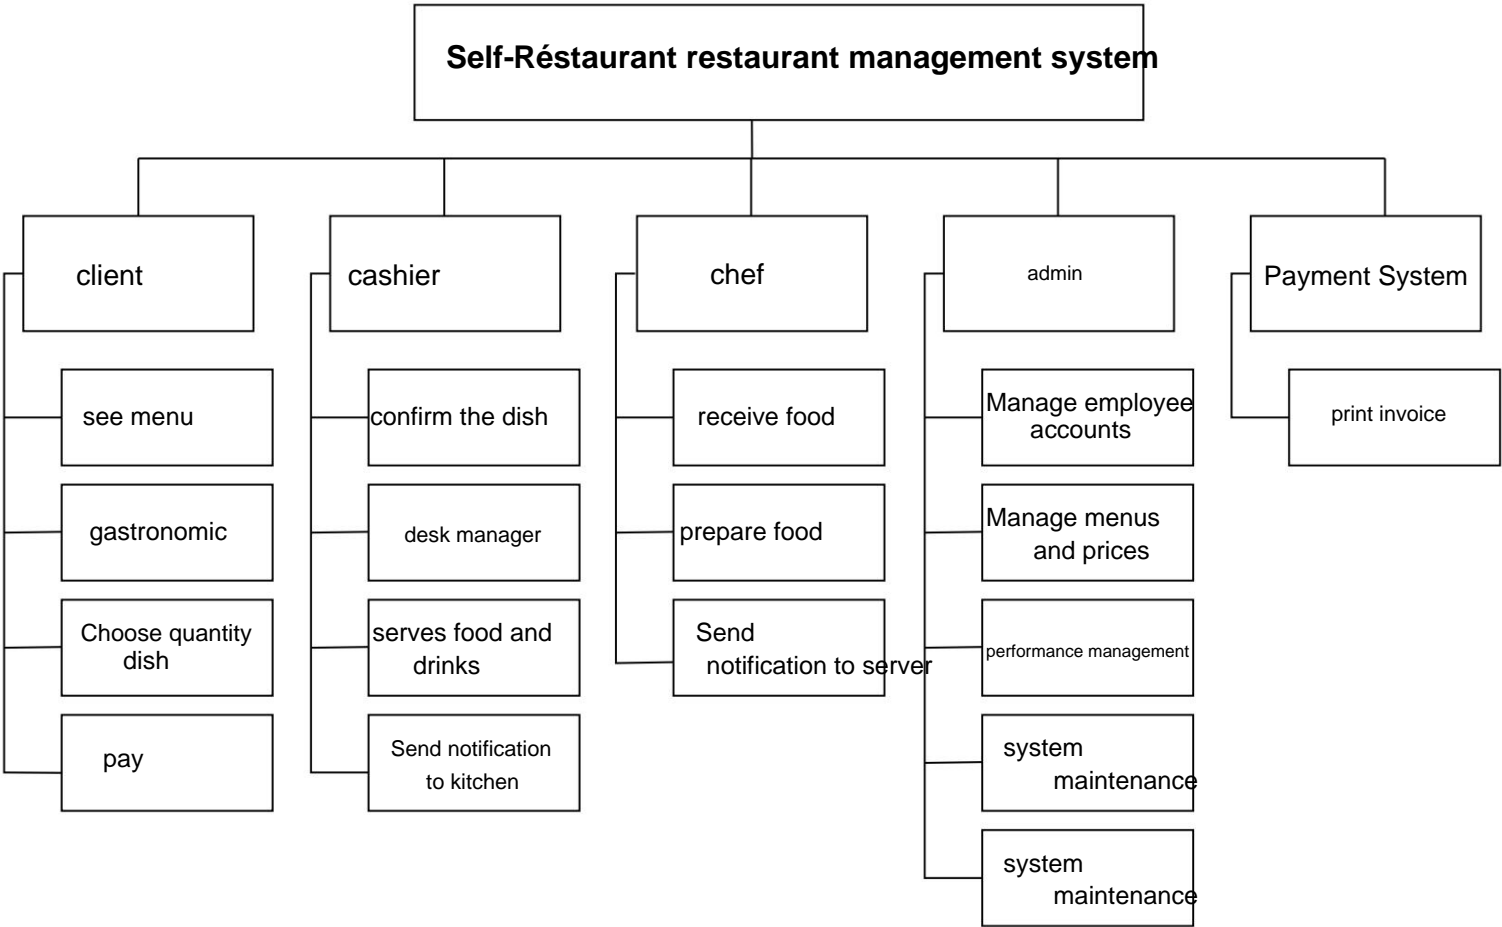 Self-Réstaurant restaurant management system
client
cashier
chef
admin
Payment System
see menu
gastronomic
Choose quantity
dish
pay
confirm the dish
desk manager
serves food and
drinks
Send notification
to kitchen
receive food
prepare food
Send
notification to server
Manage employee
accounts
Manage menus
and prices
performance management
system
maintenance
system
maintenance
print invoice